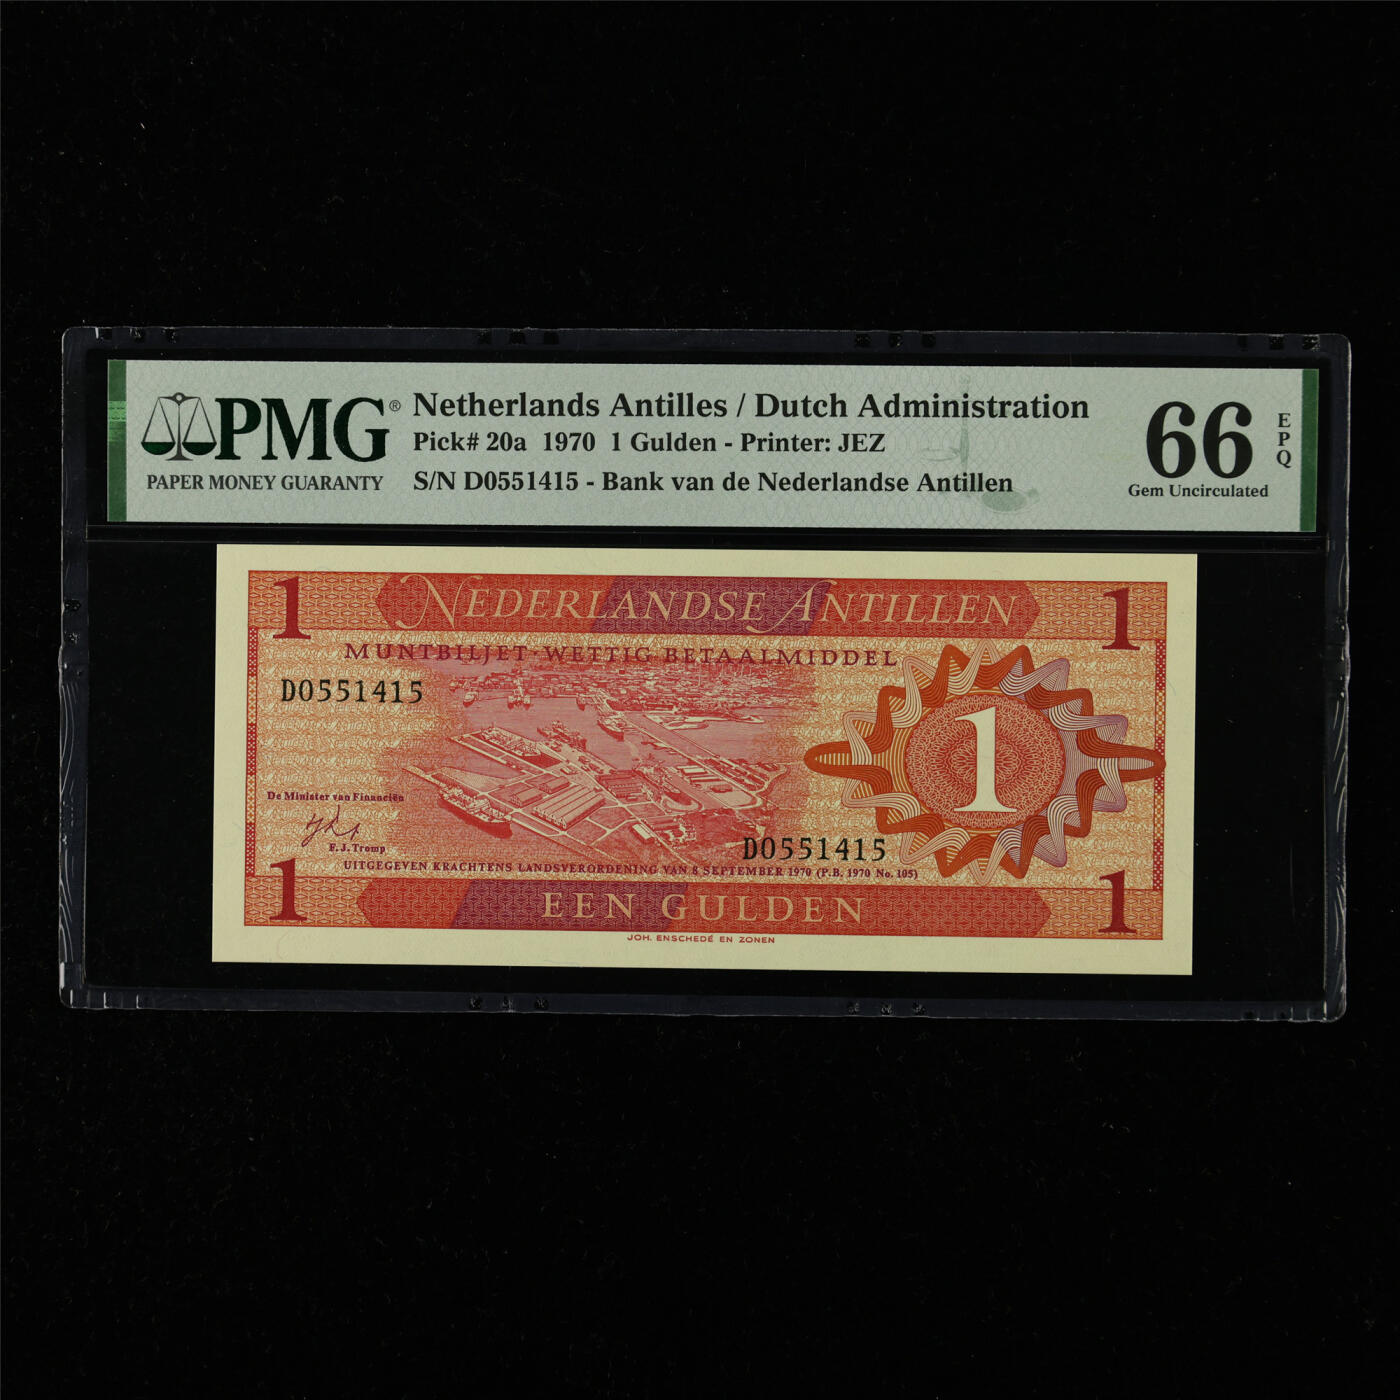 PMG®
PAPER MONEY GUARANTY
Netherlands Antilles / Dutch Administration
Pick# 20a 1970 1 Gulden - Printer: JEZ
S/N D0551415 - Bank van de Nederlandse Antillen
66
EPQ
Gem Uncirculated
1 NEDERLANDSE ANTILLEN 1
MUNTBILJET·WETTIG BETAALMIDDEL
D0551415
1
De Minister van Financiën
F. J. Tromp
D0551415
UITGEGEVEN KRACHTENS LANDSVERORDENING VAN 8 SEPTEMBER 1970 (P.B. 1970 No. 105)
1 EEN GULDEN 1
JOH. ENSCHEDÉ EN ZONEN